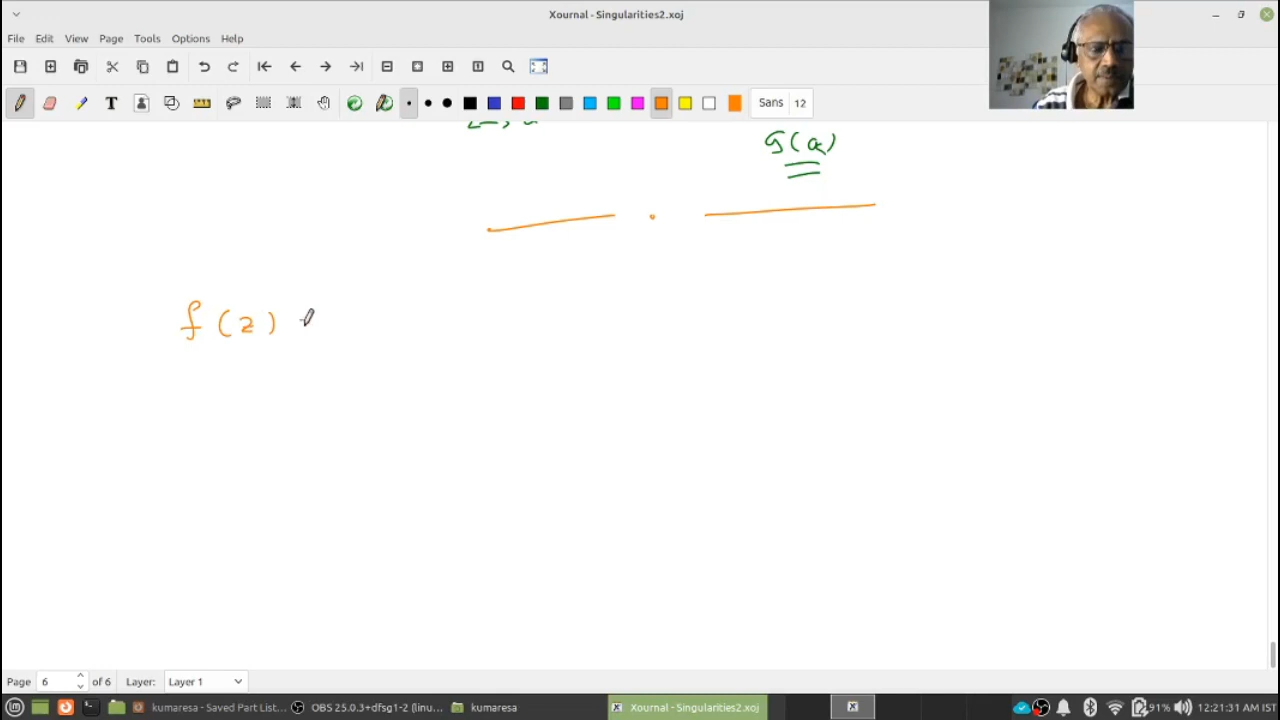 Xournal - Singularities2.xoj
File Edit View Page Tools Options Help
Sans 12
g(a)
f(z)
Page 6 of 6 Layer: Layer 1
kumaresa - Saved Part List... OBS 25.0.3+dfsg1-2 (linu... kumaresa Xournal - Singularities2.xoj 91% 12:21:31 AM IST